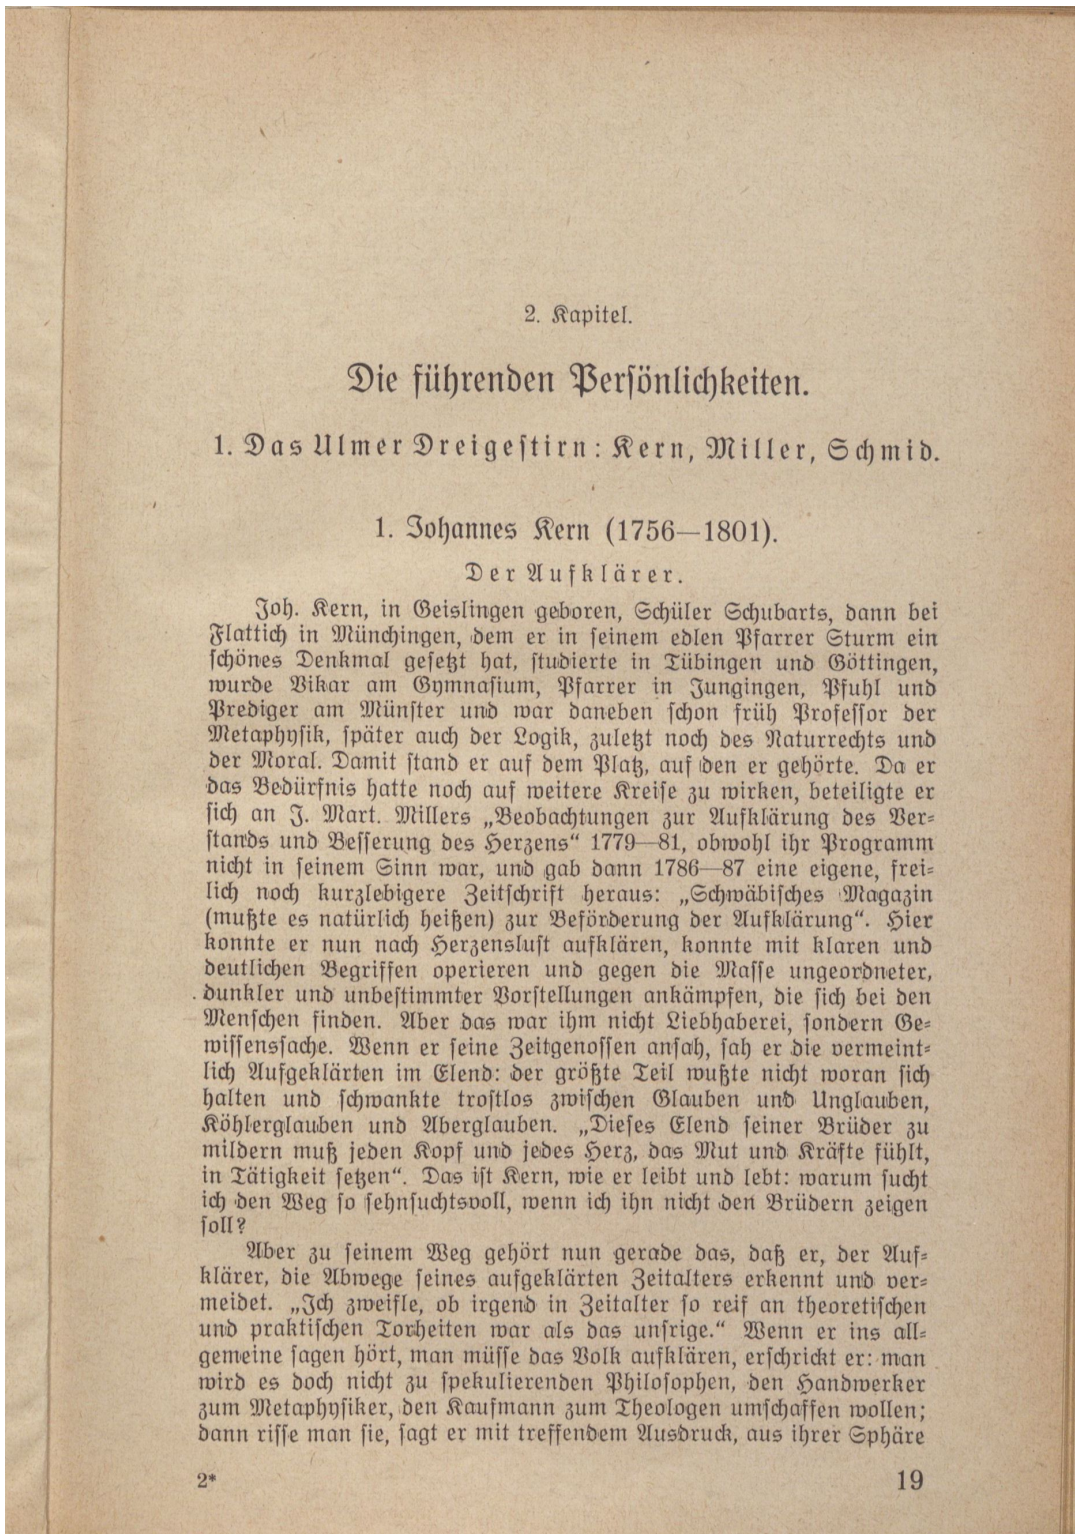 2. Kapitel.
Die führenden Persönlichkeiten.
1. Das Ulmer Dreigestirn: Kern, Miller, Schmid.
1. Johannes Kern (1756—1801).
Der Aufklärer.
Joh. Kern, in Geislingen geboren, Schüler Schubarts, dann bei
Flattich in Münchingen, dem er in seinem edlen Pfarrer Sturm ein
schönes Denkmal gesetzt hat, studierte in Tübingen und Göttingen,
wurde Vikar am Gymnasium, Pfarrer in Jungingen, Pfuhl und
Prediger am Münster und war daneben schon früh Professor der
Metaphysik, später auch der Logik, zuletzt noch des Naturrechts und
der Moral. Damit stand er auf dem Platz, auf den er gehörte. Da er
das Bedürfnis hatte noch auf weitere Kreise zu wirken, beteiligte er
sich an J. Mart. Millers „Beobachtungen zur Aufklärung des Ver-
stands und Besserung des Herzens“ 1779—81, obwohl ihr Programm
nicht in seinem Sinn war, und gab dann 1786—87 eine eigene, frei-
lich noch kurzlebigere Zeitschrift heraus: „Schwäbisches Magazin
(mußte es natürlich heißen) zur Beförderung der Aufklärung“. Hier
konnte er nun nach Herzenslust aufklären, konnte mit klaren und
deutlichen Begriffen operieren und gegen die Masse ungeordneter,
dunkler und unbestimmter Vorstellungen ankämpfen, die sich bei den
Menschen finden. Aber das war ihm nicht Liebhaberei, sondern Ge-
wissenssache. Wenn er seine Zeitgenossen ansah, sah er die vermeint-
lich Aufgeklärten im Elend: der größte Teil wußte nicht woran sich
halten und schwankte trostlos zwischen Glauben und Unglauben,
Köhlerglauben und Aberglauben. „Dieses Elend seiner Brüder zu
mildern muß jeden Kopf und jedes Herz, das Mut und Kräfte fühlt,
in Tätigkeit setzen“. Das ist Kern, wie er leibt und lebt: warum sucht
ich den Weg so sehnsuchtsvoll, wenn ich ihn nicht den Brüdern zeigen
soll?
Aber zu seinem Weg gehört nun gerade das, daß er, der Auf-
klärer, die Abwege seines aufgeklärten Zeitalters erkennt und ver-
meidet. „Ich zweifle, ob irgend in Zeitalter so reif an theoretischen
und praktischen Torheiten war als das unsrige.“ Wenn er ins all-
gemeine sagen hört, man müsse das Volk aufklären, erschrickt er: man
wird es doch nicht zu spekulierenden Philosophen, den Handwerker
zum Metaphysiker, den Kaufmann zum Theologen umschaffen wollen;
dann risse man sie, sagt er mit treffendem Ausdruck, aus ihrer Sphäre
2*
19